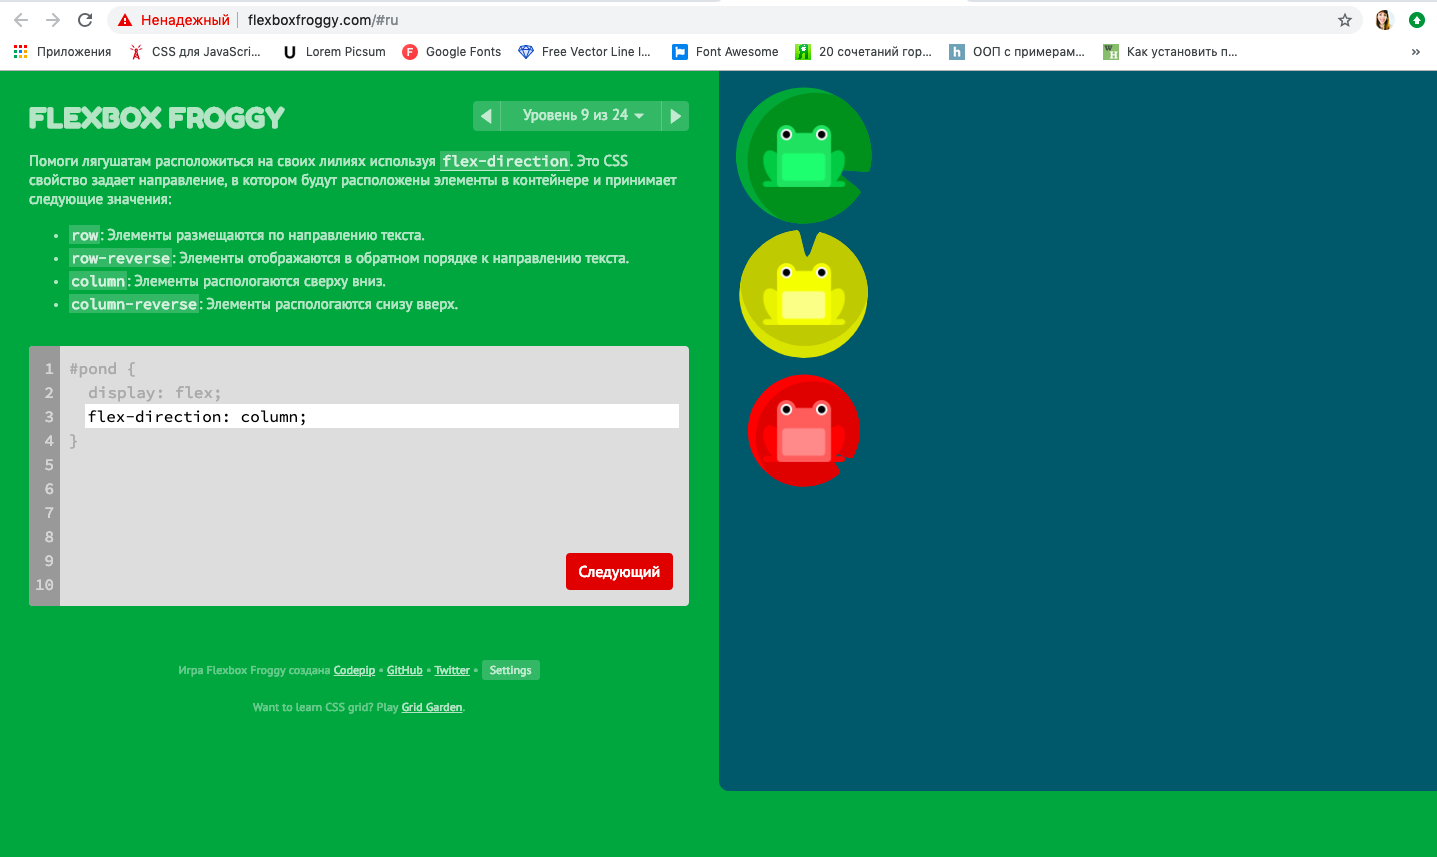 Ненадежный flexboxfroggy.com/#ru
Приложения CSS для JavaScri... Lorem Picsum Google Fonts Free Vector Line I... Font Awesome 20 сочетаний гор... ООП с примерам... Как установить п... »
FLEXBOX FROGGY
Уровень 9 из 24
Помоги лягушатам расположиться на своих лилиях используя flex-direction. Это CSS
свойство задает направление, в котором будут расположены элементы в контейнере и принимает
следующие значения:
• row: Элементы размещаются по направлению текста.
• row-reverse: Элементы отображаются в обратном порядке к направлению текста.
• column: Элементы распологаются сверху вниз.
• column-reverse: Элементы распологаются снизу вверх.
1 #pond {
2 display: flex;
3 flex-direction: column;
4 }
5
6
7
8
9
10
Следующий
Игра Flexbox Froggy создана Codepip • GitHub • Twitter • Settings
Want to learn CSS grid? Play Grid Garden.